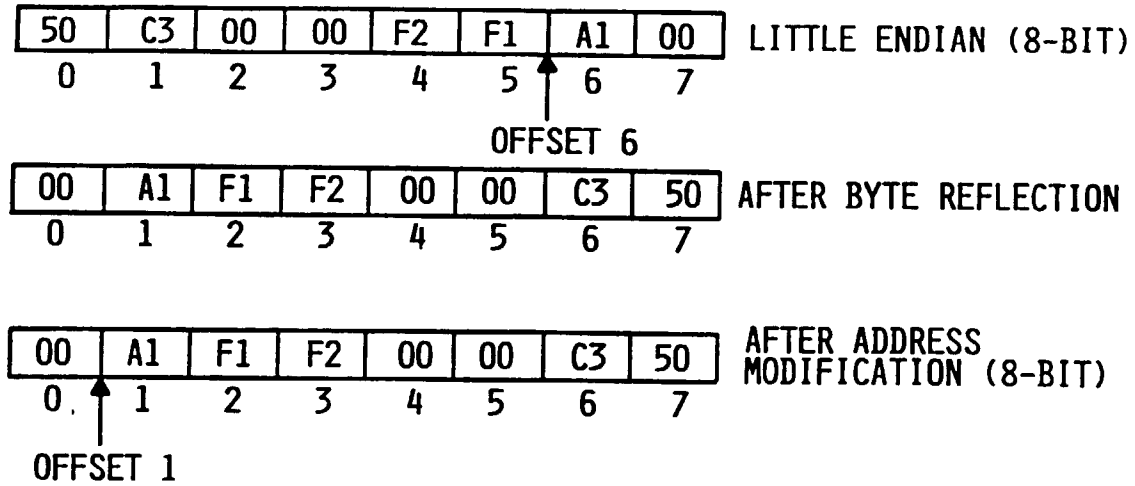 50 C3 00 00 F2 F1 A1 00 LITTLE ENDIAN (8-BIT)
0 1 2 3 4 5 6 7
OFFSET 6
00 A1 F1 F2 00 00 C3 50 AFTER BYTE REFLECTION
0 1 2 3 4 5 6 7
00 A1 F1 F2 00 00 C3 50 AFTER ADDRESS
MODIFICATION (8-BIT)
0 1 2 3 4 5 6 7
OFFSET 1